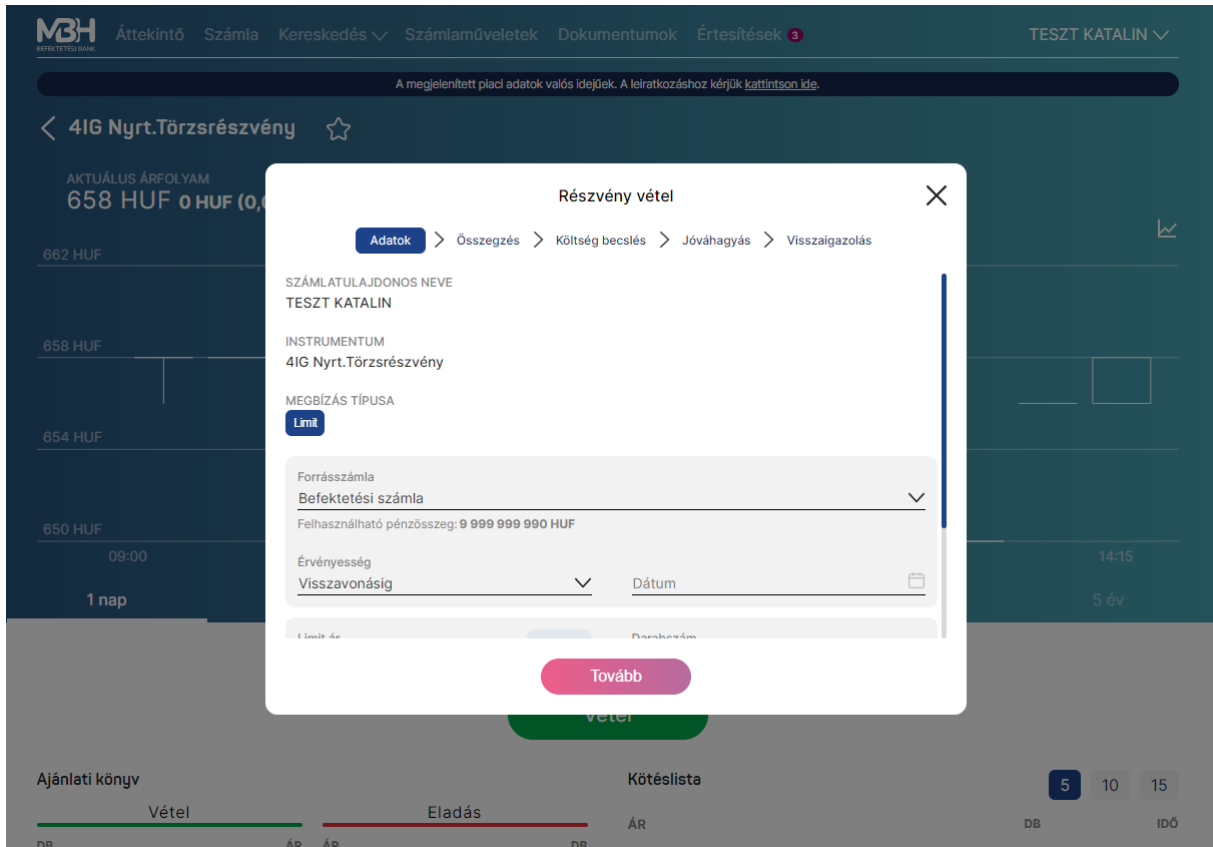 MBH
BEFEKTETÉSI BANK
Áttekintő Számla Kereskedés Számlaműveletek Dokumentumok Értesítések 3 TESZT KATALIN
A megjelenített piaci adatok valós idejűek. A leiratkozáshoz kérjük kattintson ide.
4IG Nyrt.Törzsrészvény
AKTUÁLIS ÁRFOLYAM
658 HUF 0 HUF (0,0
Részvény vétel
Adatok > Összegzés > Költség becslés > Jóváhagyás > Visszaigazolás
662 HUF
SZÁMLATULAJDONOS NEVE
TESZT KATALIN
658 HUF
INSTRUMENTUM
4IG Nyrt.Törzsrészvény
MEGBÍZÁS TÍPUSA
Limit
654 HUF
Forrásszámla
Befektetési számla
Felhasználható pénzösszeg: 9 999 999 990 HUF
650 HUF
09:00 14:15
Érvényesség
Visszavonásig Dátum
1 nap 5 év
Limit ár Darabszám
Tovább
Vétel
Ajánlati könyv Kötéslista 5 10 15
Vétel Eladás
ÁR DB IDŐ
DB ÁR ÁR DB